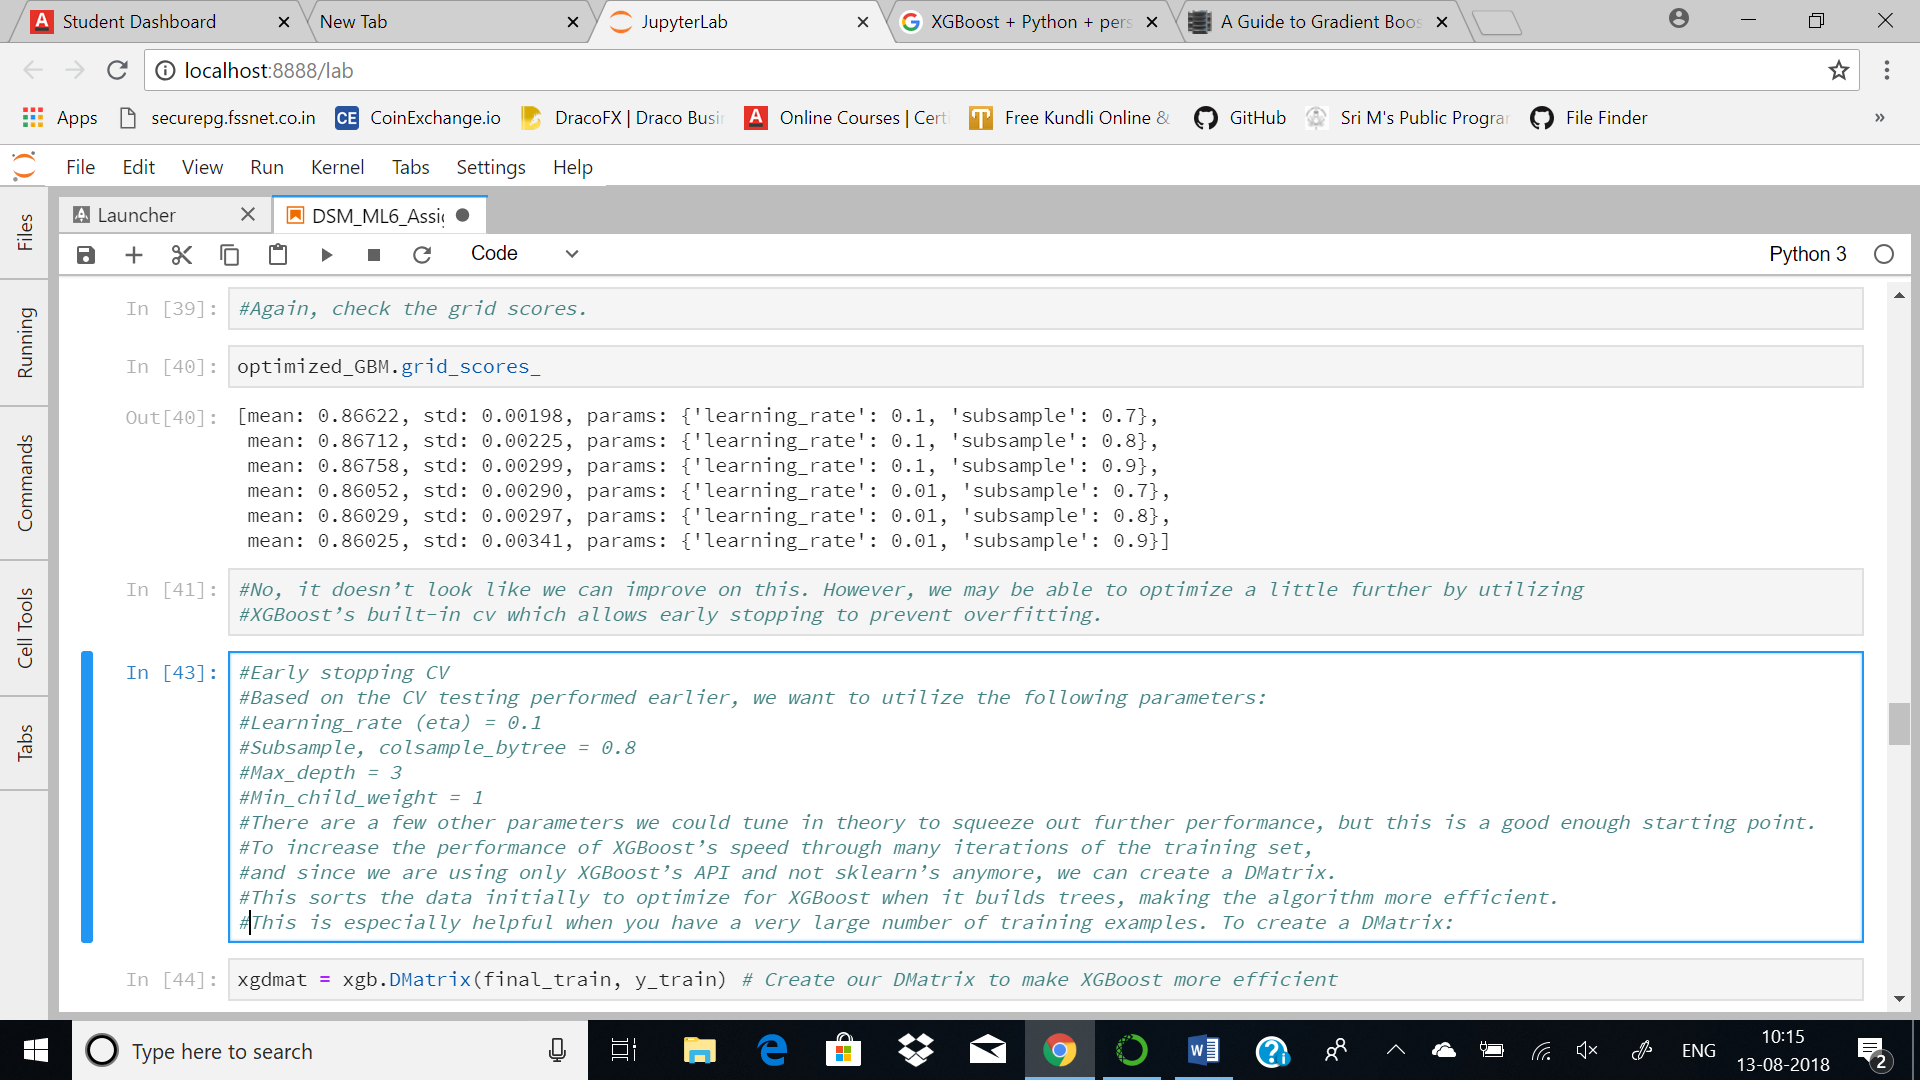 Student Dashboard
New Tab
JupyterLab
XGBoost + Python + pers
A Guide to Gradient Boos
localhost:8888/lab
Apps
securepg.fssnet.co.in
CE CoinExchange.io
DracoFX | Draco Busi
A Online Courses | Cert
Free Kundli Online &
GitHub
Sri M's Public Program
File Finder
»
File Edit View Run Kernel Tabs Settings Help
Files
Running
Commands
Cell Tools
Tabs
Launcher
DSM_ML6_Assig
Code
Python 3
In [39]: #Again, check the grid scores.
In [40]: optimized_GBM.grid_scores_
Out[40]: [mean: 0.86622, std: 0.00198, params: {'learning_rate': 0.1, 'subsample': 0.7},
mean: 0.86712, std: 0.00225, params: {'learning_rate': 0.1, 'subsample': 0.8},
mean: 0.86758, std: 0.00299, params: {'learning_rate': 0.1, 'subsample': 0.9},
mean: 0.86052, std: 0.00290, params: {'learning_rate': 0.01, 'subsample': 0.7},
mean: 0.86029, std: 0.00297, params: {'learning_rate': 0.01, 'subsample': 0.8},
mean: 0.86025, std: 0.00341, params: {'learning_rate': 0.01, 'subsample': 0.9}]
In [41]: #No, it doesn’t look like we can improve on this. However, we may be able to optimize a little further by utilizing
#XGBoost’s built-in cv which allows early stopping to prevent overfitting.
In [43]: #Early stopping CV
#Based on the CV testing performed earlier, we want to utilize the following parameters:
#Learning_rate (eta) = 0.1
#Subsample, colsample_bytree = 0.8
#Max_depth = 3
#Min_child_weight = 1
#There are a few other parameters we could tune in theory to squeeze out further performance, but this is a good enough starting point.
#To increase the performance of XGBoost’s speed through many iterations of the training set,
#and since we are using only XGBoost’s API and not sklearn’s anymore, we can create a DMatrix.
#This sorts the data initially to optimize for XGBoost when it builds trees, making the algorithm more efficient.
#This is especially helpful when you have a very large number of training examples. To create a DMatrix:
In [44]: xgdmat = xgb.DMatrix(final_train, y_train) # Create our DMatrix to make XGBoost more efficient
Type here to search
ENG
10:15
13-08-2018
2